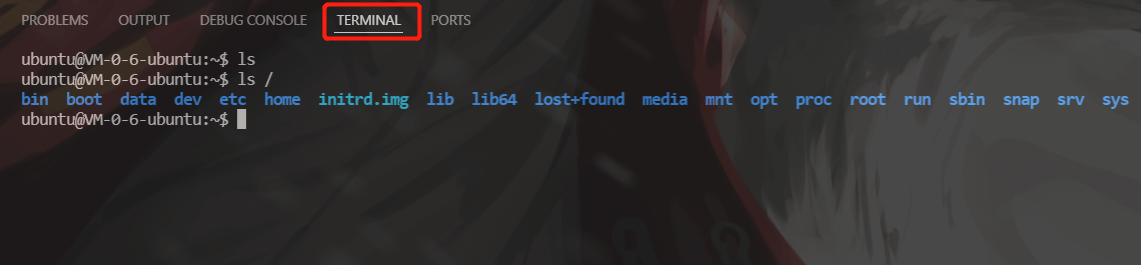 PROBLEMS OUTPUT DEBUG CONSOLE TERMINAL PORTS
ubuntu@VM-0-6-ubuntu:~$ ls
ubuntu@VM-0-6-ubuntu:~$ ls /
bin boot data dev etc home initrd.img lib lib64 lost+found media mnt opt proc root run sbin snap srv sys
ubuntu@VM-0-6-ubuntu:~$